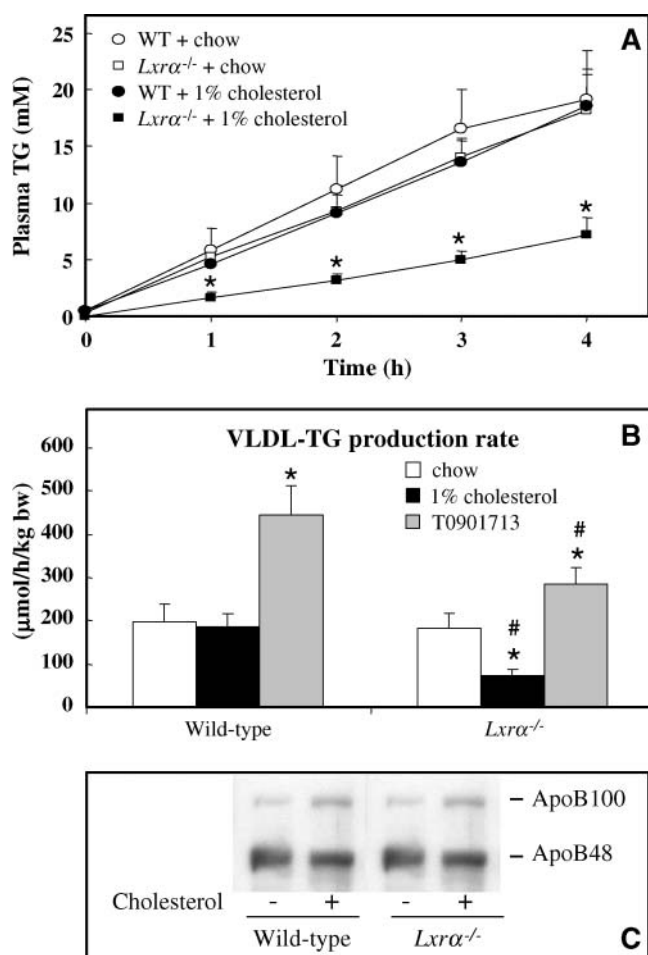 A
25
20
15
10
5
0
Plasma TG (mM)
WT + chow
Lxrα-/- + chow
WT + 1% cholesterol
Lxrα-/- + 1% cholesterol
* * * *
0 1 2 3 4
Time (h)
B
VLDL-TG production rate
600
500
400
300
200
100
0
(μmol/h/kg bw)
chow
1% cholesterol
T0901713
*
#
*
#
*
Wild-type Lxrα-/-
– ApoB100
– ApoB48
Cholesterol - + - +
Wild-type Lxrα-/-
C